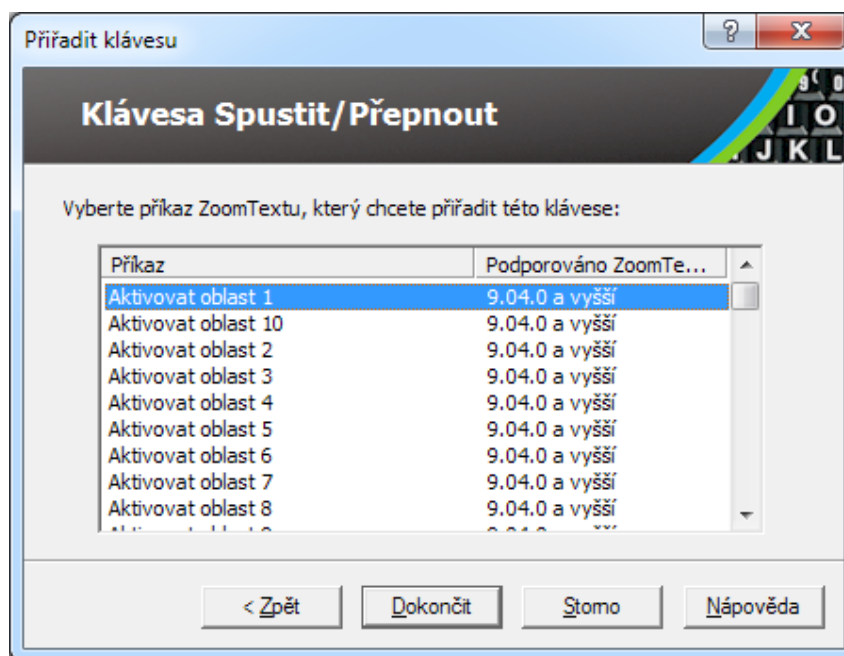 Přiřadit klávesu
Klávesa Spustit/Přepnout
9 0
I O
J K L
Vyberte příkaz ZoomTextu, který chcete přiřadit této klávese:
Příkaz Podporováno ZoomTe...
Aktivovat oblast 1 9.04.0 a vyšší
Aktivovat oblast 10 9.04.0 a vyšší
Aktivovat oblast 2 9.04.0 a vyšší
Aktivovat oblast 3 9.04.0 a vyšší
Aktivovat oblast 4 9.04.0 a vyšší
Aktivovat oblast 5 9.04.0 a vyšší
Aktivovat oblast 6 9.04.0 a vyšší
Aktivovat oblast 7 9.04.0 a vyšší
Aktivovat oblast 8 9.04.0 a vyšší
< Zpět Dokončit Storno Nápověda